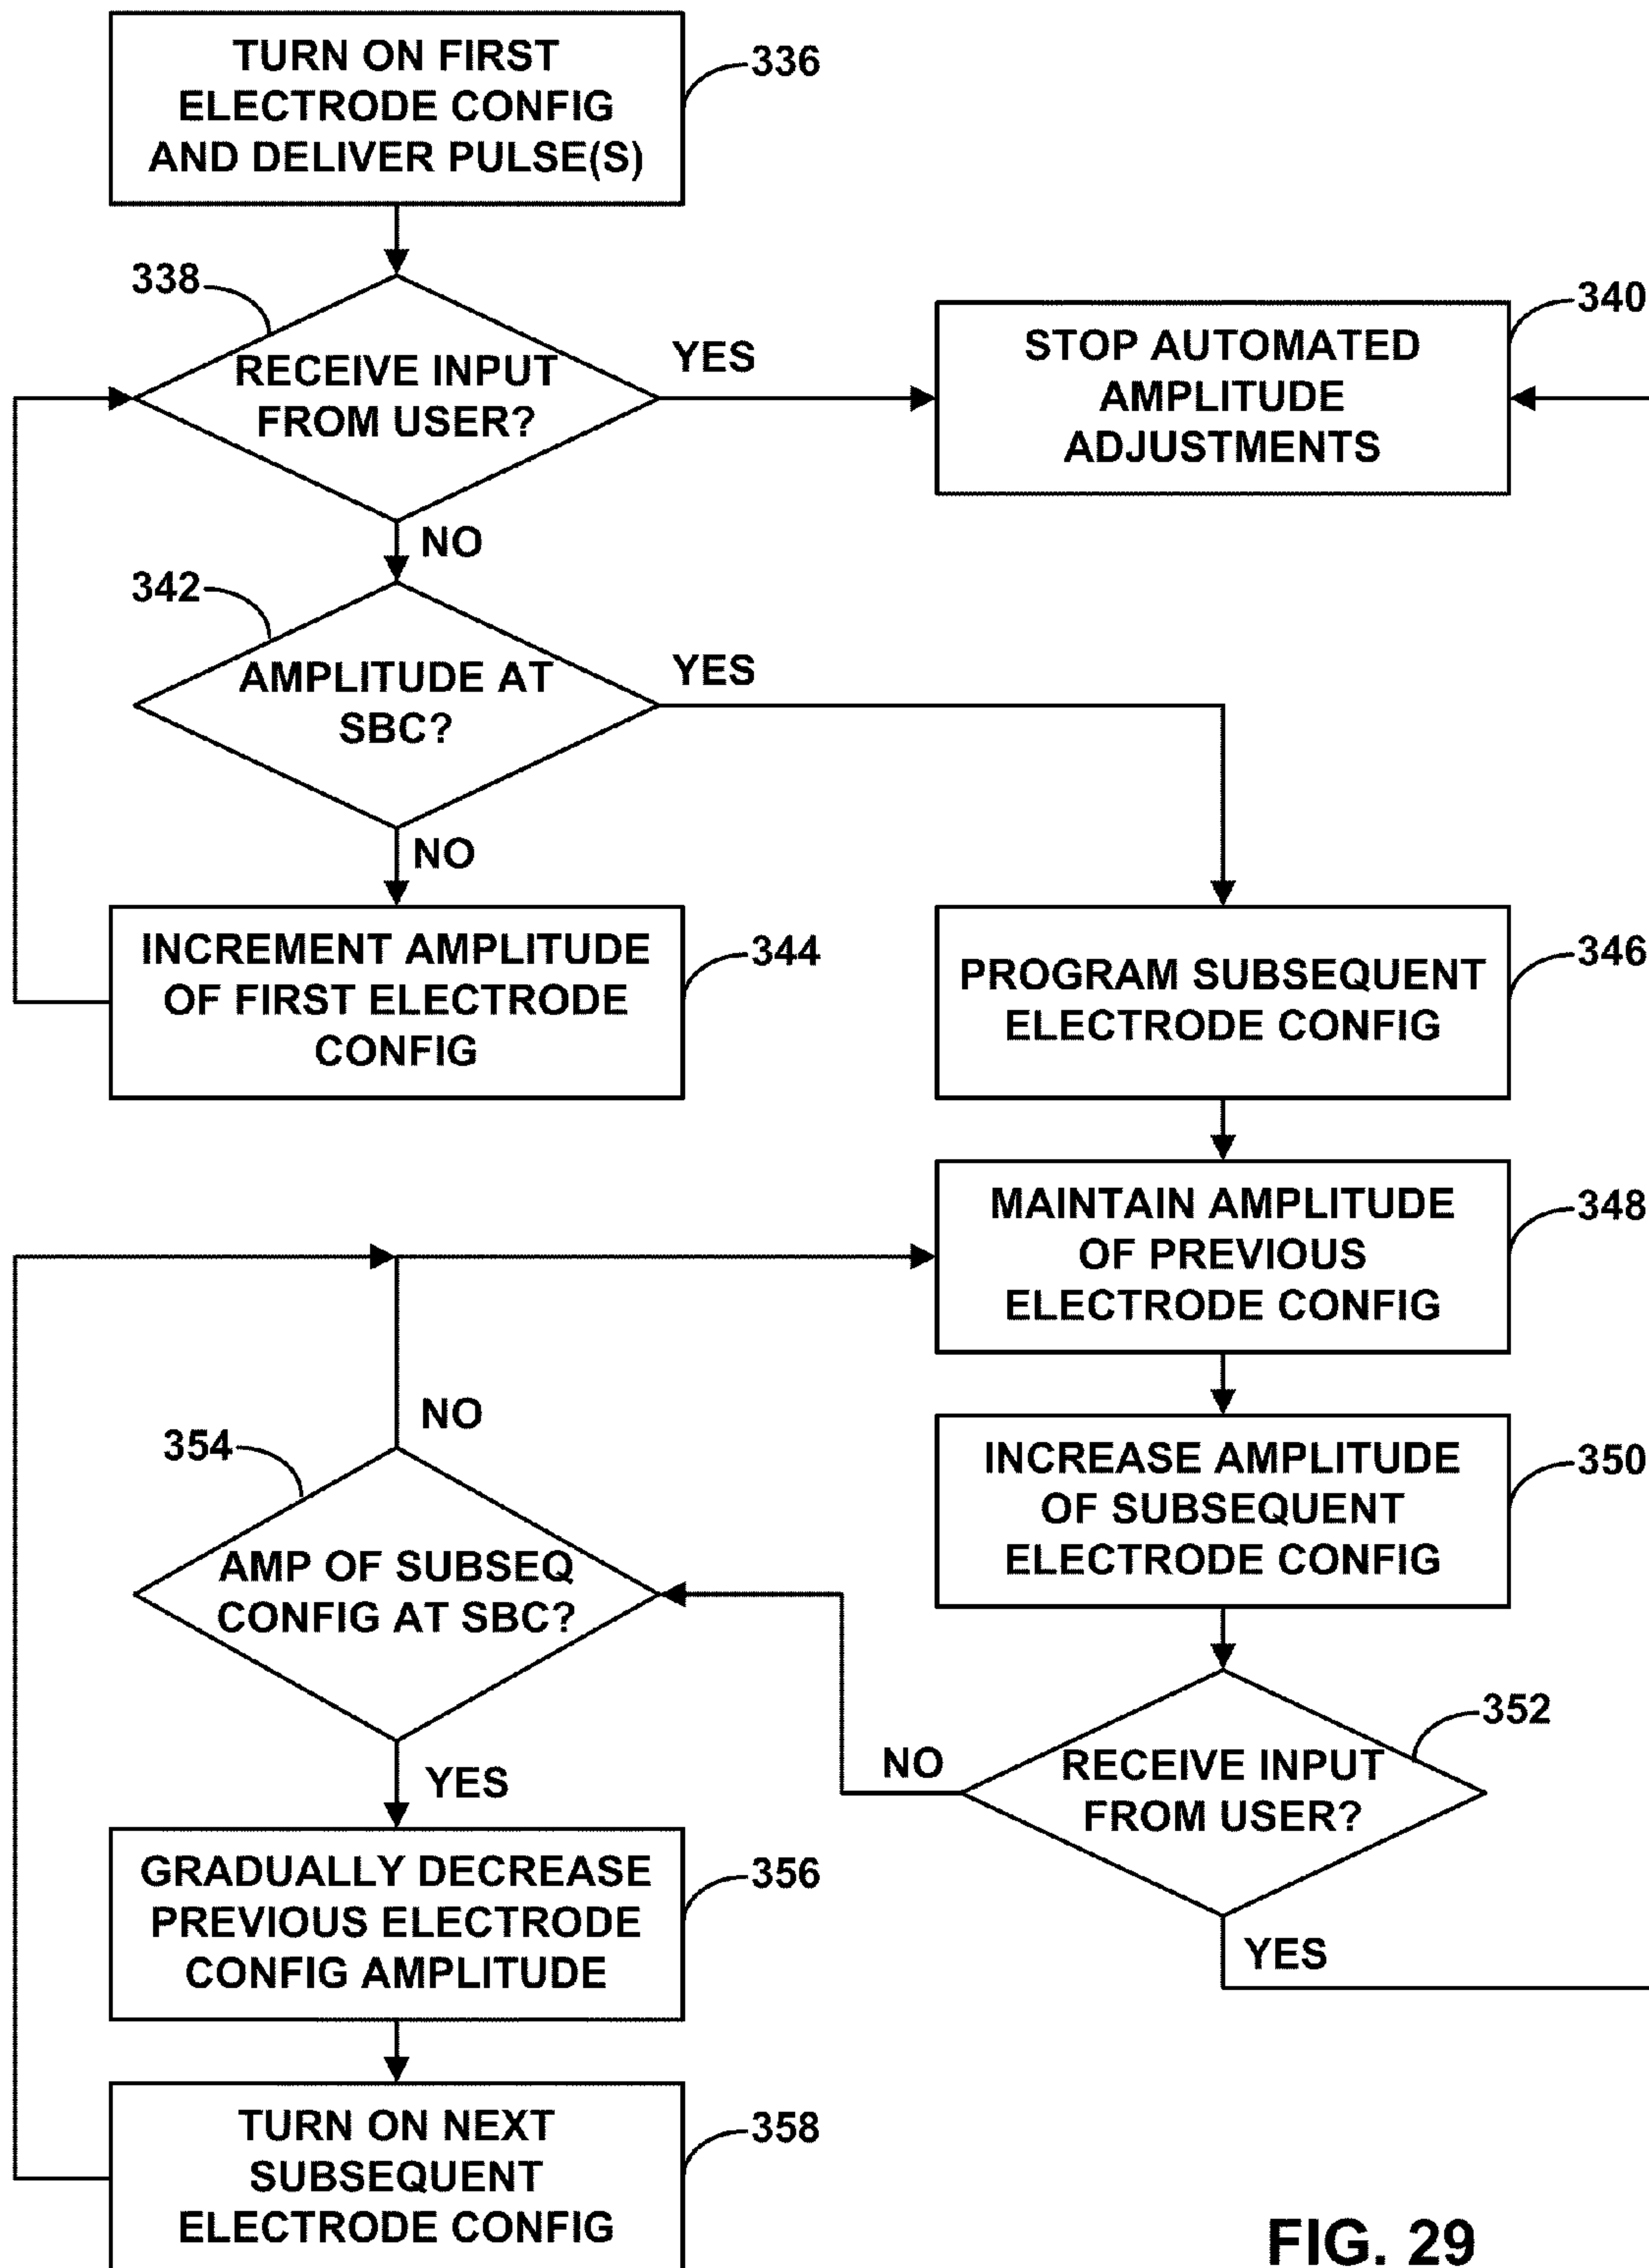 TURN ON FIRST
ELECTRODE CONFIG
AND DELIVER PULSE(S)
336
338
RECEIVE INPUT
FROM USER?
YES
NO
340
STOP AUTOMATED
AMPLITUDE
ADJUSTMENTS
342
AMPLITUDE AT
SBC?
YES
NO
INCREMENT AMPLITUDE
OF FIRST ELECTRODE
CONFIG
344
PROGRAM SUBSEQUENT
ELECTRODE CONFIG
346
MAINTAIN AMPLITUDE
OF PREVIOUS
ELECTRODE CONFIG
348
INCREASE AMPLITUDE
OF SUBSEQUENT
ELECTRODE CONFIG
350
352
RECEIVE INPUT
FROM USER?
NO
YES
354
NO
AMP OF SUBSEQ
CONFIG AT SBC?
YES
GRADUALLY DECREASE
PREVIOUS ELECTRODE
CONFIG AMPLITUDE
356
TURN ON NEXT
SUBSEQUENT
ELECTRODE CONFIG
358
FIG. 29